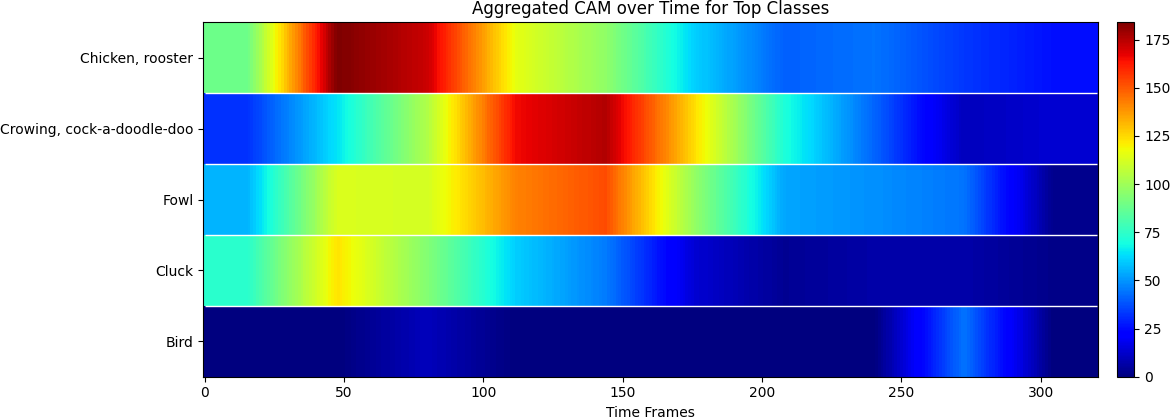 Aggregated CAM over Time for Top Classes
Chicken, rooster
Crowing, cock-a-doodle-doo
Fowl
Cluck
Bird
0 50 100 150 200 250 300
Time Frames
175
150
125
100
75
50
25
0